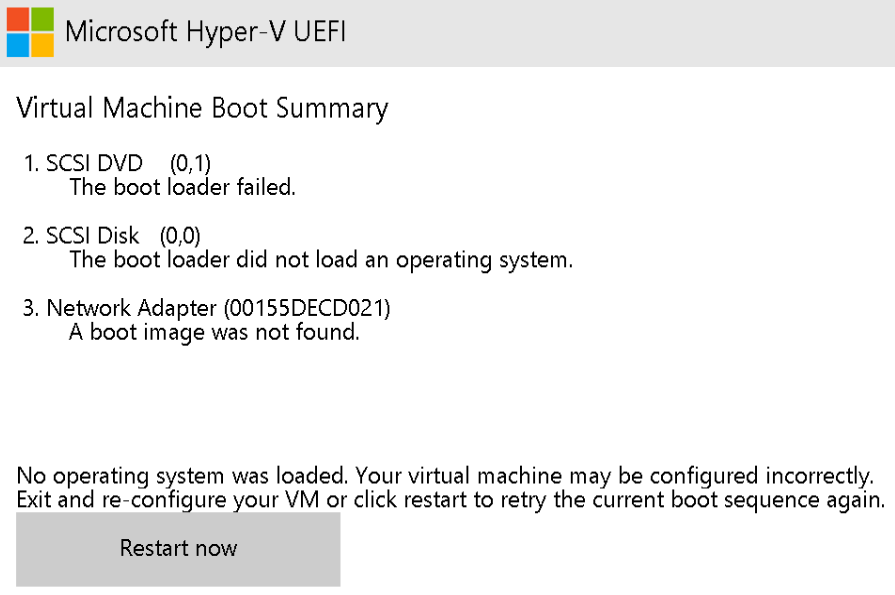 Microsoft Hyper-V UEFI
Virtual Machine Boot Summary
1. SCSI DVD (0,1)
The boot loader failed.
2. SCSI Disk (0,0)
The boot loader did not load an operating system.
3. Network Adapter (00155DECD021)
A boot image was not found.
No operating system was loaded. Your virtual machine may be configured incorrectly.
Exit and re-configure your VM or click restart to retry the current boot sequence again.
Restart now